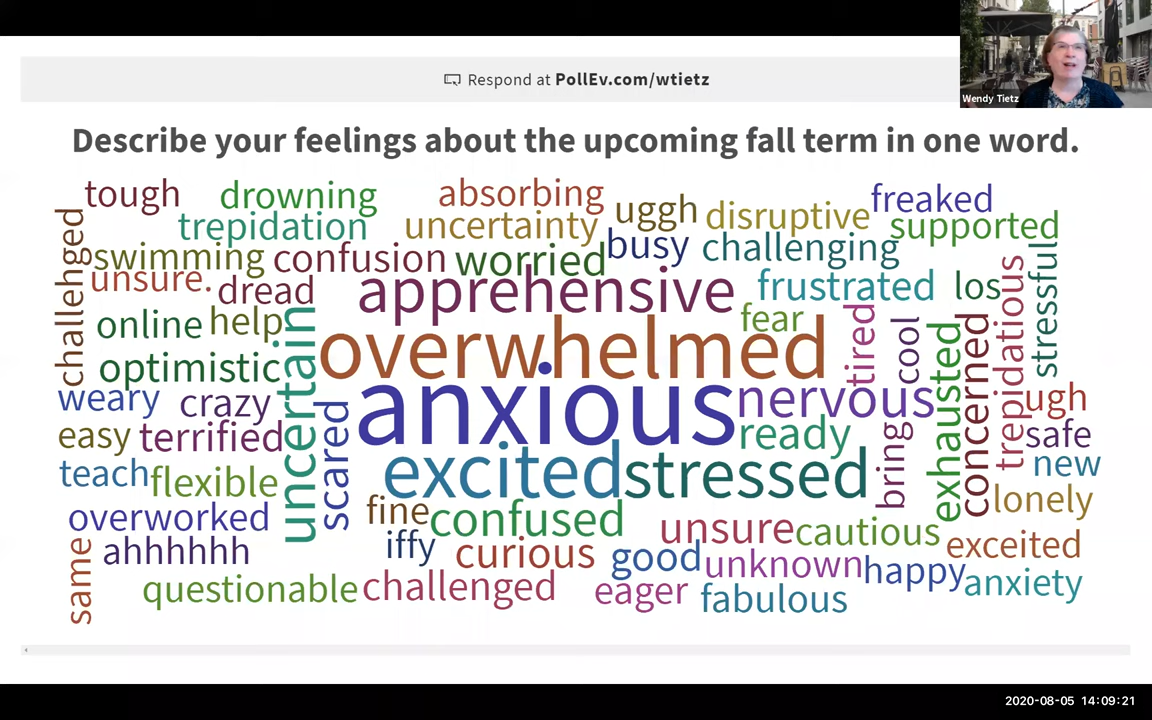 Respond at PollEv.com/wtietz
Wendy Tietz
Describe your feelings about the upcoming fall term in one word.
tough
drowning
absorbing
uggh
disruptive
freaked
trepidation
uncertainty
supported
challehged
swimming
confusion
worried
busy
challenging
unsure.
dread
apprehensive
frustrated
los
trepidatious
stressful
online
help
uncertain
overwhelmed
fear
tired
cool
exhausted
concerned
optimistic
weary
crazy
scared
anxious
nervous
ugh
easy
terrified
ready
bring
safe
teach
flexible
excited
stressed
new
lonely
overworked
fine
confused
unsure
cautious
same
ahhhhhh
iffy
curious
good
unknown
happy
exceited
questionable
challenged
eager
fabulous
anxiety
2020-08-05 14:09:21